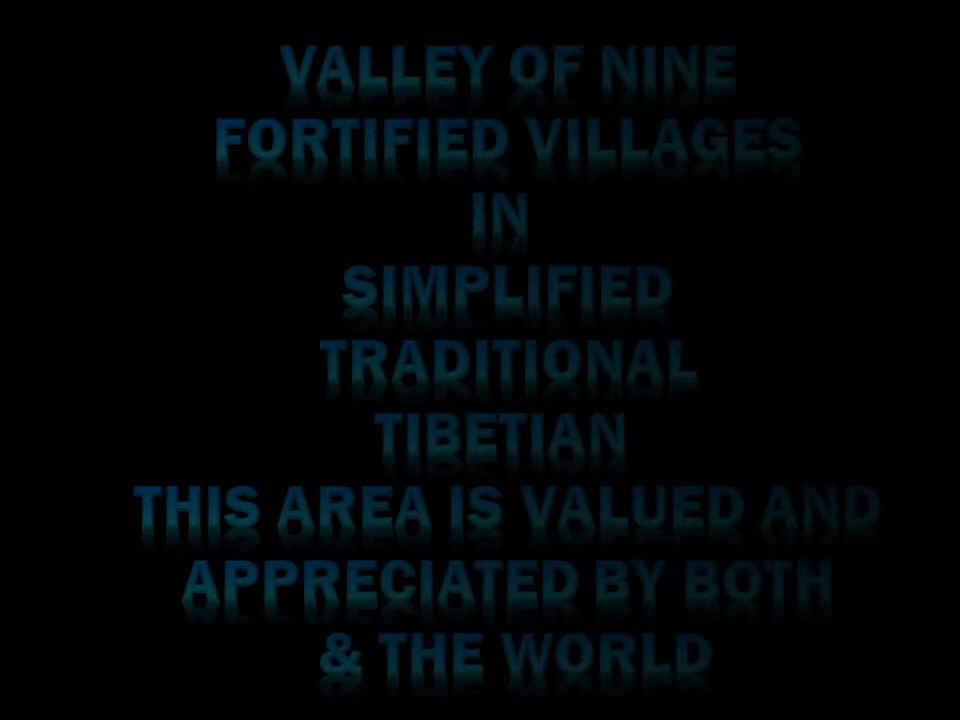 VALLEY OF NINE
FORTIFIED VILLAGES
IN
SIMPLIFIED
TRADITIONAL
TIBETIAN
THIS AREA IS VALUED AND
APPRECIATED BY BOTH
& THE WORLD